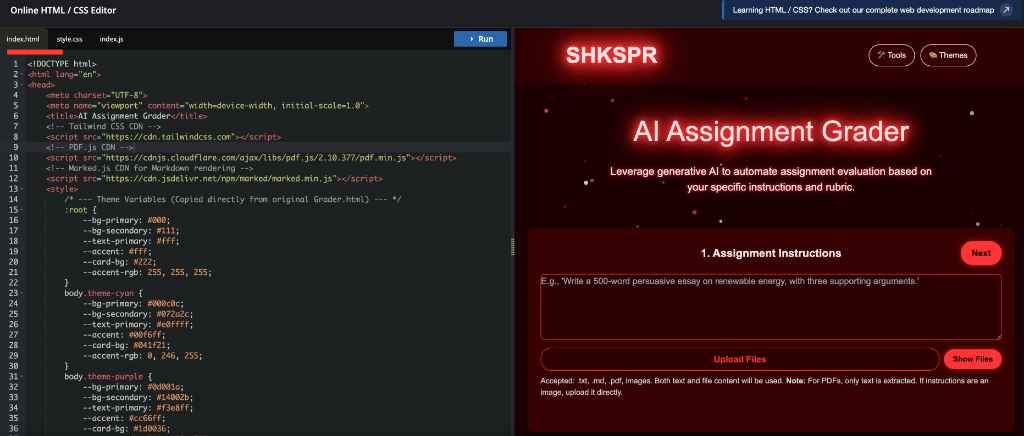 Online HTML / CSS Editor
Learning HTML / CSS? Check out our complete web development roadmap
index.html
style.css
index.js
Run
1 <!DOCTYPE html>
2 <html lang="en">
3 <head>
4 <meta charset="UTF-8">
5 <meta name="viewport" content="width=device-width, initial-scale=1.0">
6 <title>AI Assignment Grader</title>
7 <!-- Tailwind CSS CDN -->
8 <script src="https://cdn.tailwindcss.com"></script>
9 <!-- PDF.js CDN -->
10 <script src="https://cdnjs.cloudflare.com/ajax/libs/pdf.js/2.10.377/pdf.min.js"></script>
11 <!-- Marked.js CDN for Markdown rendering -->
12 <script src="https://cdn.jsdelivr.net/npm/marked/marked.min.js"></script>
13 <style>
14 /* --- Theme Variables (Copied directly from original Grader.html) --- */
15 :root {
16 --bg-primary: #000;
17 --bg-secondary: #111;
18 --text-primary: #fff;
19 --accent: #fff;
20 --card-bg: #222;
21 --accent-rgb: 255, 255, 255;
22 }
23 body.theme-cyan {
24 --bg-primary: #000c0c;
25 --bg-secondary: #072a2c;
26 --text-primary: #e0ffff;
27 --accent: #00f6ff;
28 --card-bg: #041f21;
29 --accent-rgb: 0, 246, 255;
30 }
31 body.theme-purple {
32 --bg-primary: #0d001a;
33 --bg-secondary: #14002b;
34 --text-primary: #f3e8ff;
35 --accent: #cc66ff;
36 --card-bg: #1d0036;
SHKSPR
Tools
Themes
AI Assignment Grader
Leverage generative AI to automate assignment evaluation based on
your specific instructions and rubric.
1. Assignment Instructions
Next
E.g., 'Write a 500-word persuasive essay on renewable energy, with three supporting arguments.'
Upload Files
Show Files
Accepted: .txt, .md, .pdf, images. Both text and file content will be used. Note: For PDFs, only text is extracted. If instructions are an
image, upload it directly.